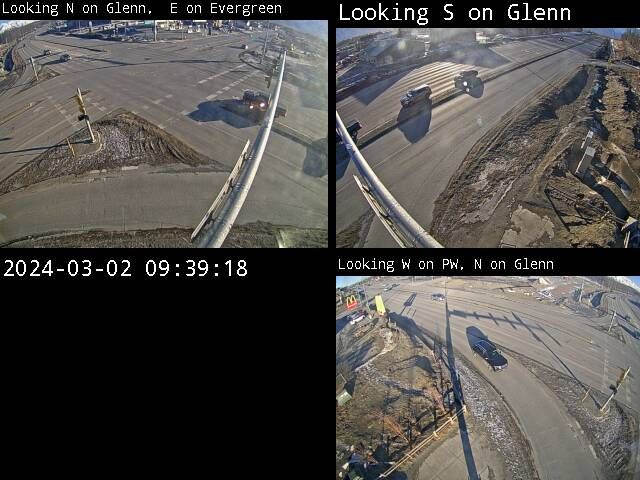 Looking N on Glenn,  E on Evergreen
Looking S on Glenn
2024-03-02 09:39:18
Looking W on PW, N on Glenn